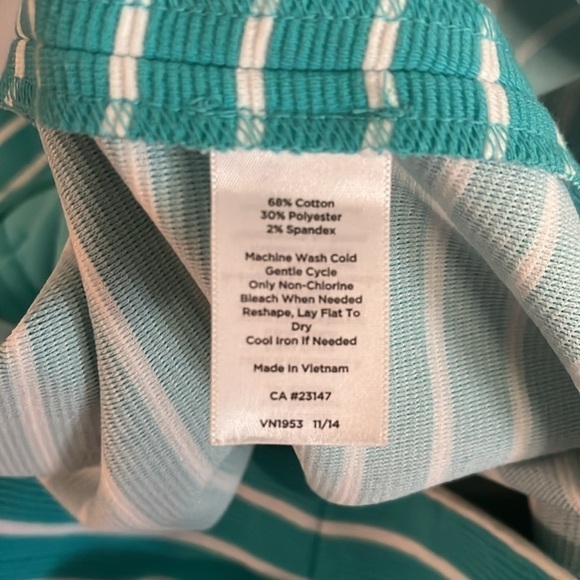 68% Cotton
30% Polyester
2% Spandex
Machine Wash Cold
Gentle Cycle
Only Non-Chlorine
Bleach When Needed
Reshape, Lay Flat To
Dry
Cool Iron If Needed
Made In Vietnam
CA #23147
VN1953 11/14